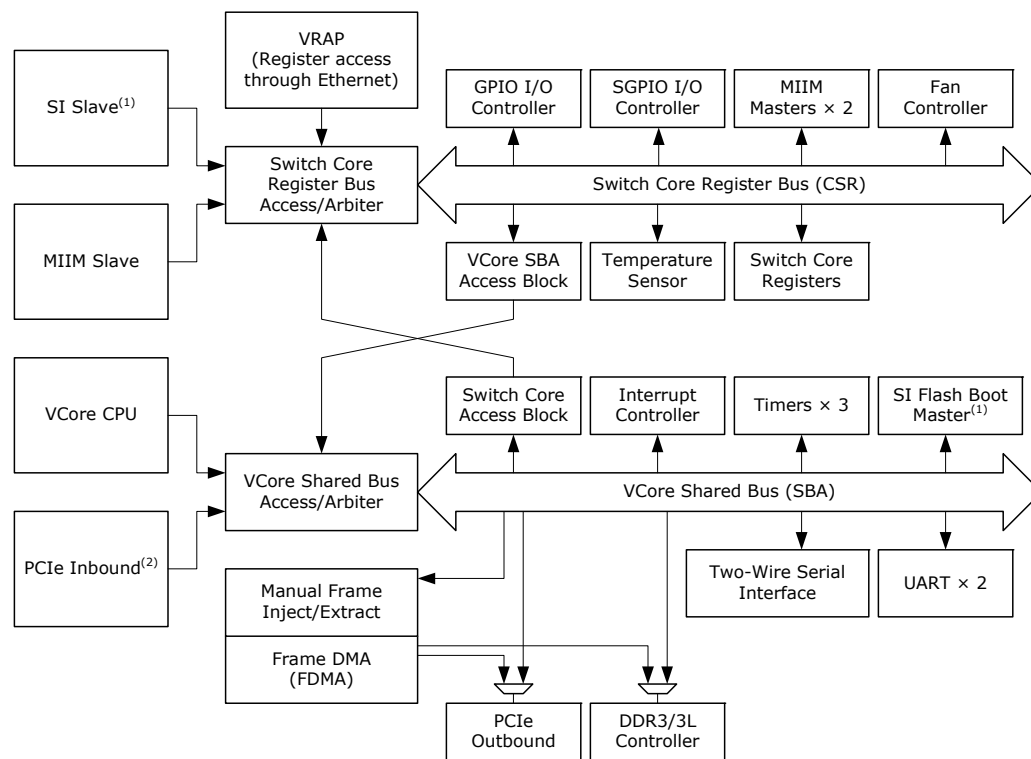 VRAP
(Register access
through Ethernet)
SI Slave(1)
GPIO I/O
Controller
SGPIO I/O
Controller
MIIM
Masters × 2
Fan
Controller
Switch Core
Register Bus
Access/Arbiter
Switch Core Register Bus (CSR)
MIIM Slave
VCore SBA
Access Block
Temperature
Sensor
Switch Core
Registers
VCore CPU
Switch Core
Access Block
Interrupt
Controller
Timers × 3
SI Flash Boot
Master(1)
VCore Shared Bus
Access/Arbiter
VCore Shared Bus (SBA)
PCIe Inbound(2)
Manual Frame
Inject/Extract
Two-Wire Serial
Interface
UART × 2
Frame DMA
(FDMA)
PCIe
Outbound
DDR3/3L
Controller